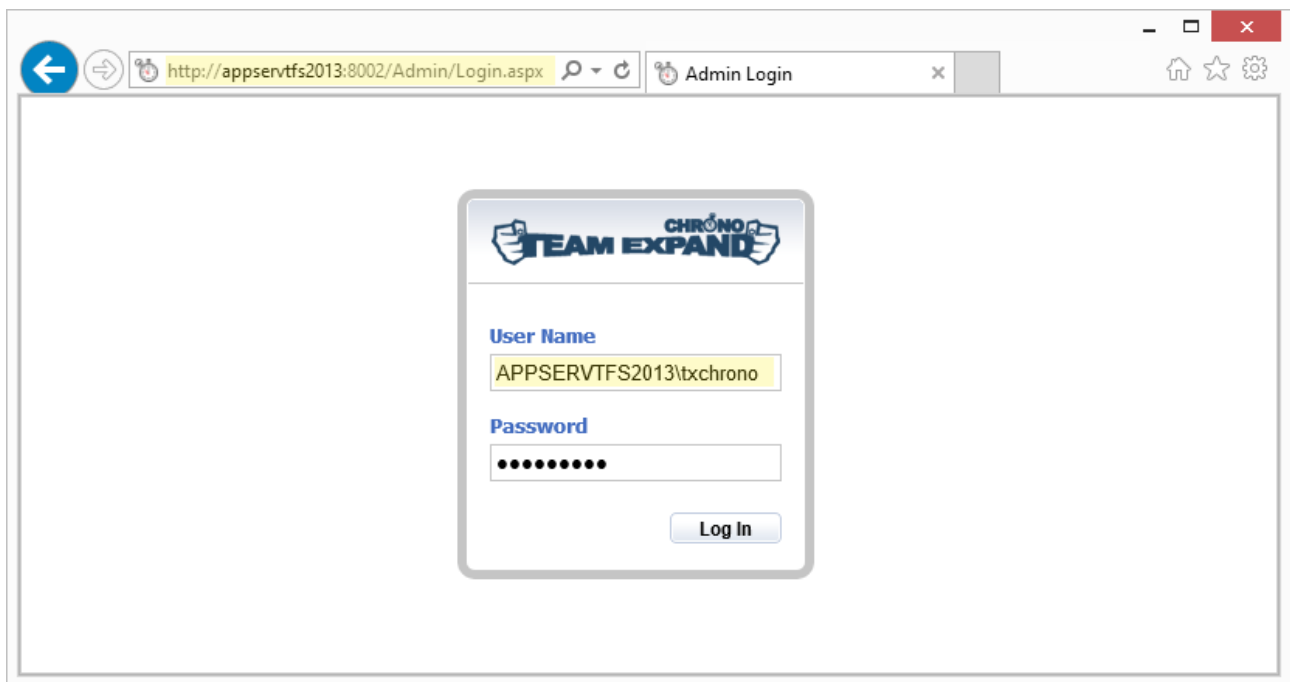 http://appservtfs2013:8002/Admin/Login.aspx
Admin Login
CHRONO
TEAM EXPAND
User Name
APPSERVTFS2013\txchrono
Password
•••••••••
Log In